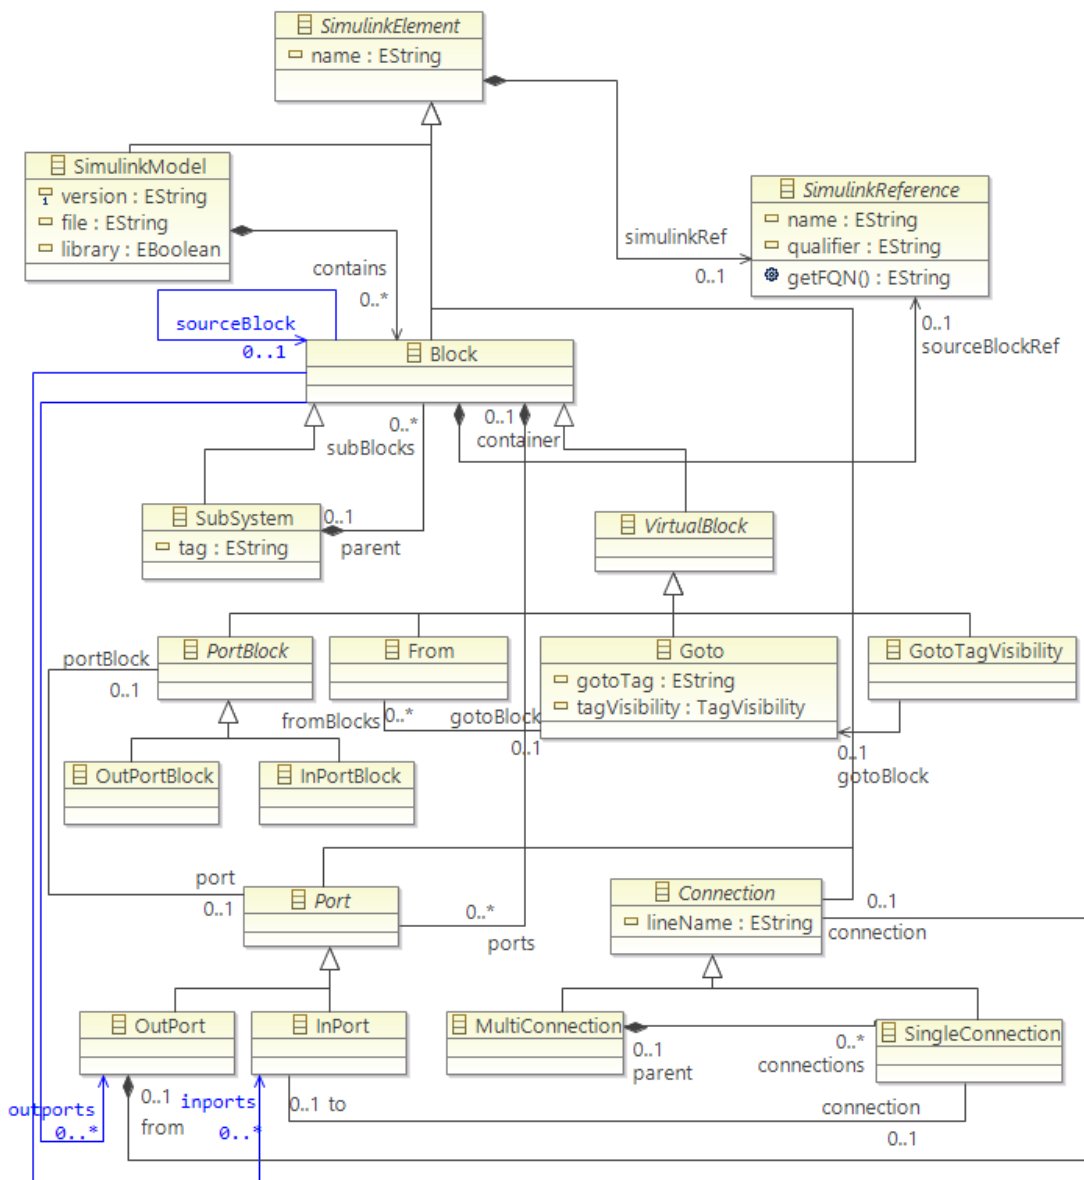 SimulinkElement
name : EString
SimulinkModel
version : EString
file : EString
library : EBoolean
SimulinkReference
name : EString
qualifier : EString
getFQN() : EString
simulinkRef
0..1
contains
0..*
sourceBlock
0..1
0..1
sourceBlockRef
Block
0..*
subBlocks
0..1
container
SubSystem
tag : EString
0..1
parent
VirtualBlock
portBlock
0..1
PortBlock
From
Goto
gotoTag : EString
tagVisibility : TagVisibility
GotoTagVisibility
fromBlocks
0..*
gotoBlock
0..1
0..1
gotoBlock
OutPortBlock
InPortBlock
port
0..1
Port
0..*
ports
Connection
lineName : EString
0..1
connection
OutPort
InPort
MultiConnection
SingleConnection
0..1
parent
0..*
connections
outports
0..*
0..1
from
inports
0..*
0..1 to
connection
0..1